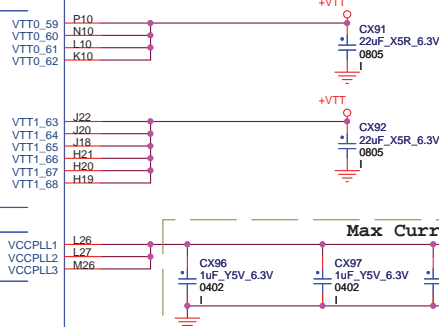 +VTT
VTT0_59 P10
VTT0_60 N10
VTT0_61 L10
VTT0_62 K10
CX91
22uF_X5R_6.3V
0805
I
+VTT
VTT1_63 J22
VTT1_64 J20
VTT1_65 J18
VTT1_66 H21
VTT1_67 H20
VTT1_68 H19
CX92
22uF_X5R_6.3V
0805
I
Max Curr
VCCPLL1 L26
VCCPLL2 L27
VCCPLL3 M26
CX96
1uF_Y5V_6.3V
0402
I
CX97
1uF_Y5V_6.3V
0402
I